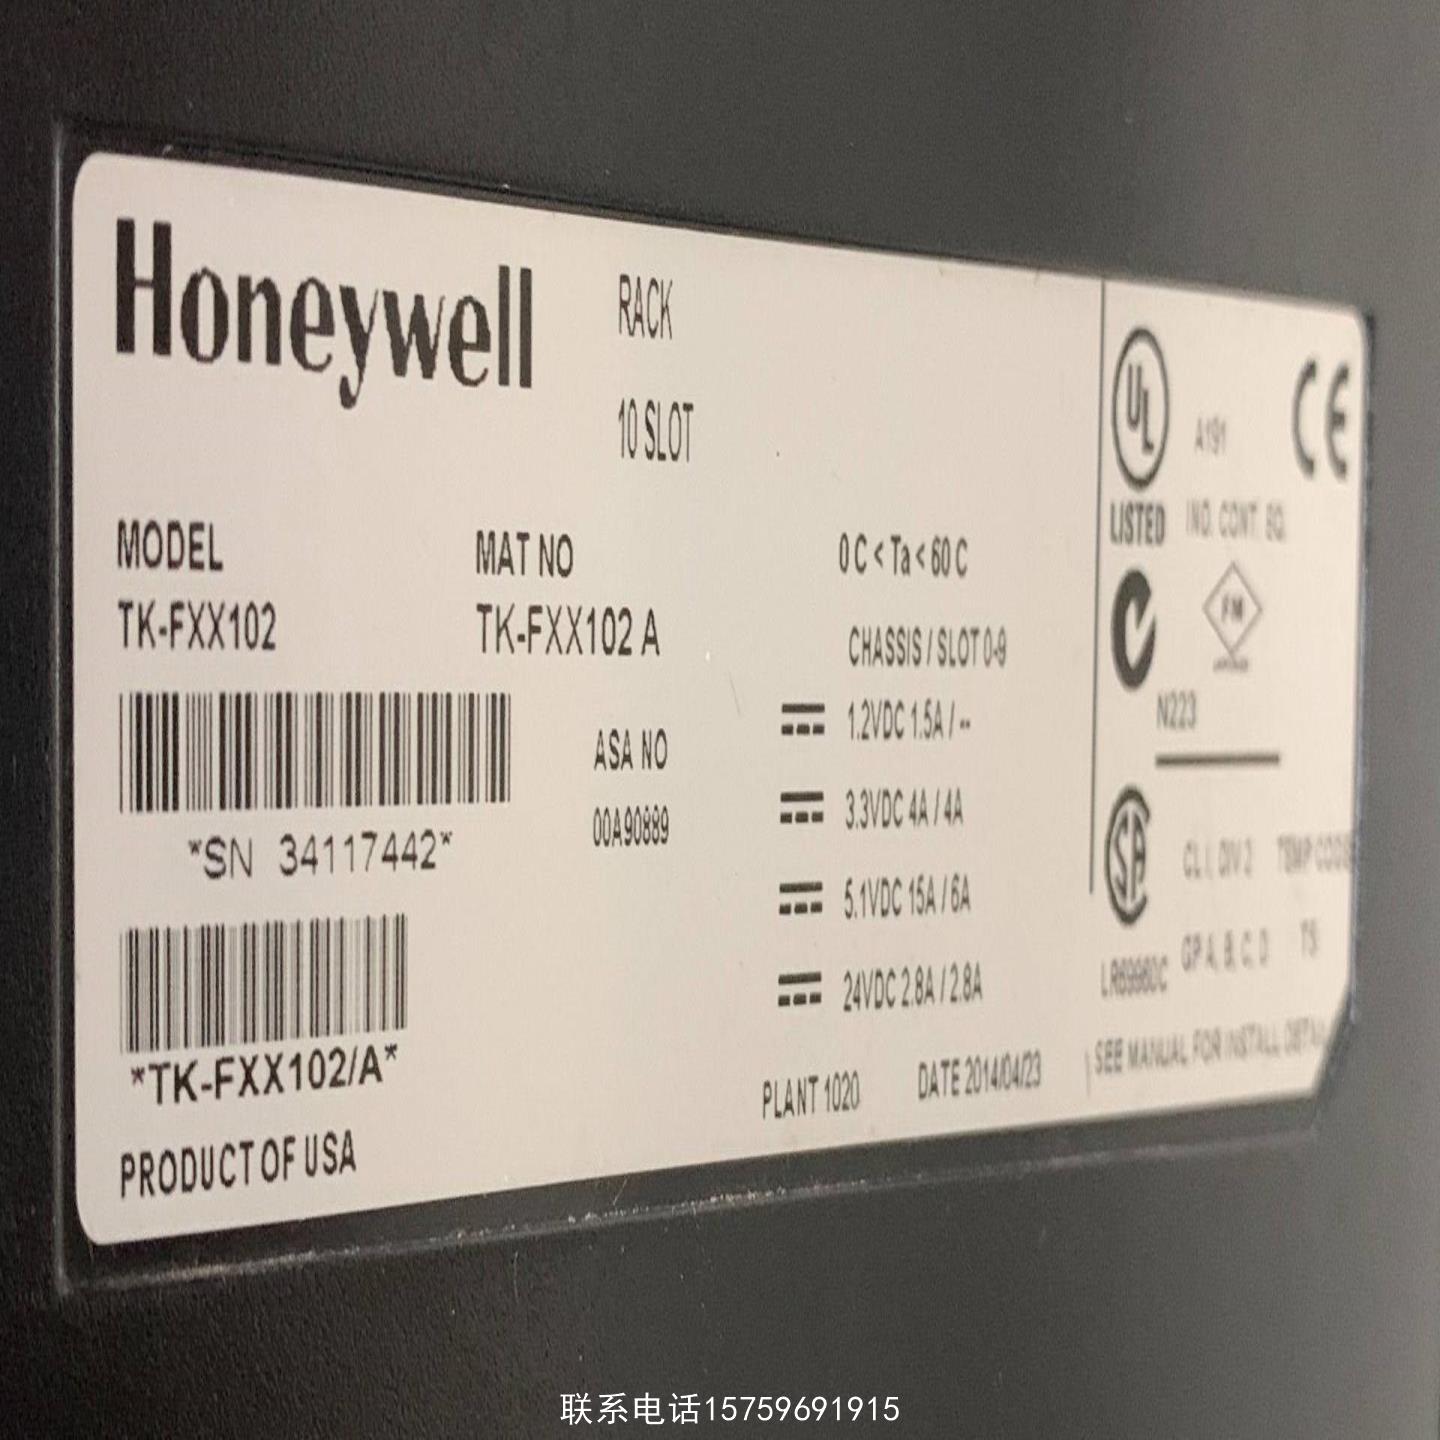 Honeywell
RACK
10 SLOT
MODEL
TK-FXX102
MAT NO
TK-FXX102 A
*SN 34117442*
ASA NO
00A90889
*TK-FXX102/A*
PRODUCT OF USA
0 C < Ta < 60 C
CHASSIS / SLOT 0-9
1.2VDC 1.5A / --
3.3VDC 4A / 4A
5.1VDC 15A / 6A
24VDC 2.8A / 2.8A
PLANT 1020
DATE 2014/04/23
UL
LISTED
A191
IND. CONT. EQ.
CE
FM
N223
SA
CL I, DIV 2
TEMP CODE
GP A, B, C, D
SEE MANUAL FOR INSTALL
联系电话15759691915